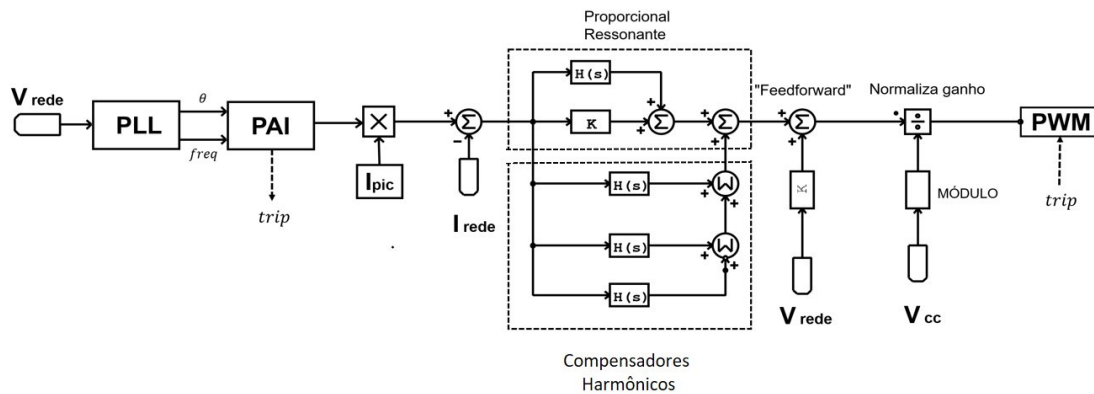 Proporcional
Ressonante
V rede
θ
PLL
freq
PAI
trip
×
I pic
+
−
Σ
I rede
H(s)
K
+
+
Σ
+
+
Σ
"Feedforward"
+
+
Σ
K
V rede
Normaliza ganho
÷
MÓDULO
V cc
PWM
trip
H(s)
+
+
Σ
H(s)
+
+
Σ
H(s)
Compensadores
Harmônicos